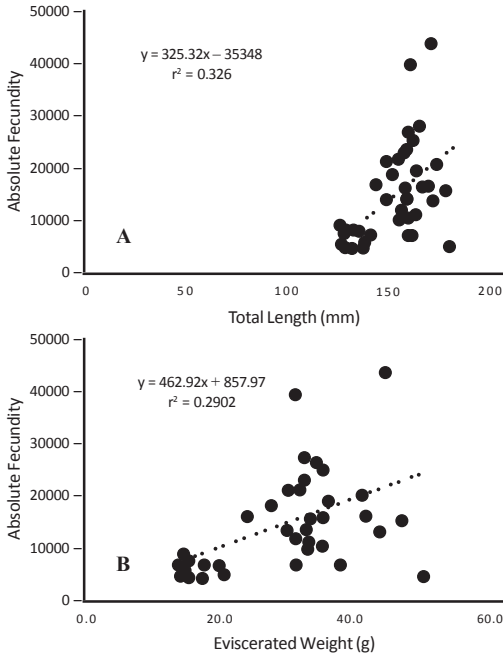 50000
40000
30000
20000
10000
0
Absolute Fecundity
y = 325.32x − 35348
r² = 0.326
A
0 50 100 150 200
Total Length (mm)
50000
40000
30000
20000
10000
0
Absolute Fecundity
y = 462.92x + 857.97
r² = 0.2902
B
0.0 20.0 40.0 60.0
Eviscerated Weight (g)